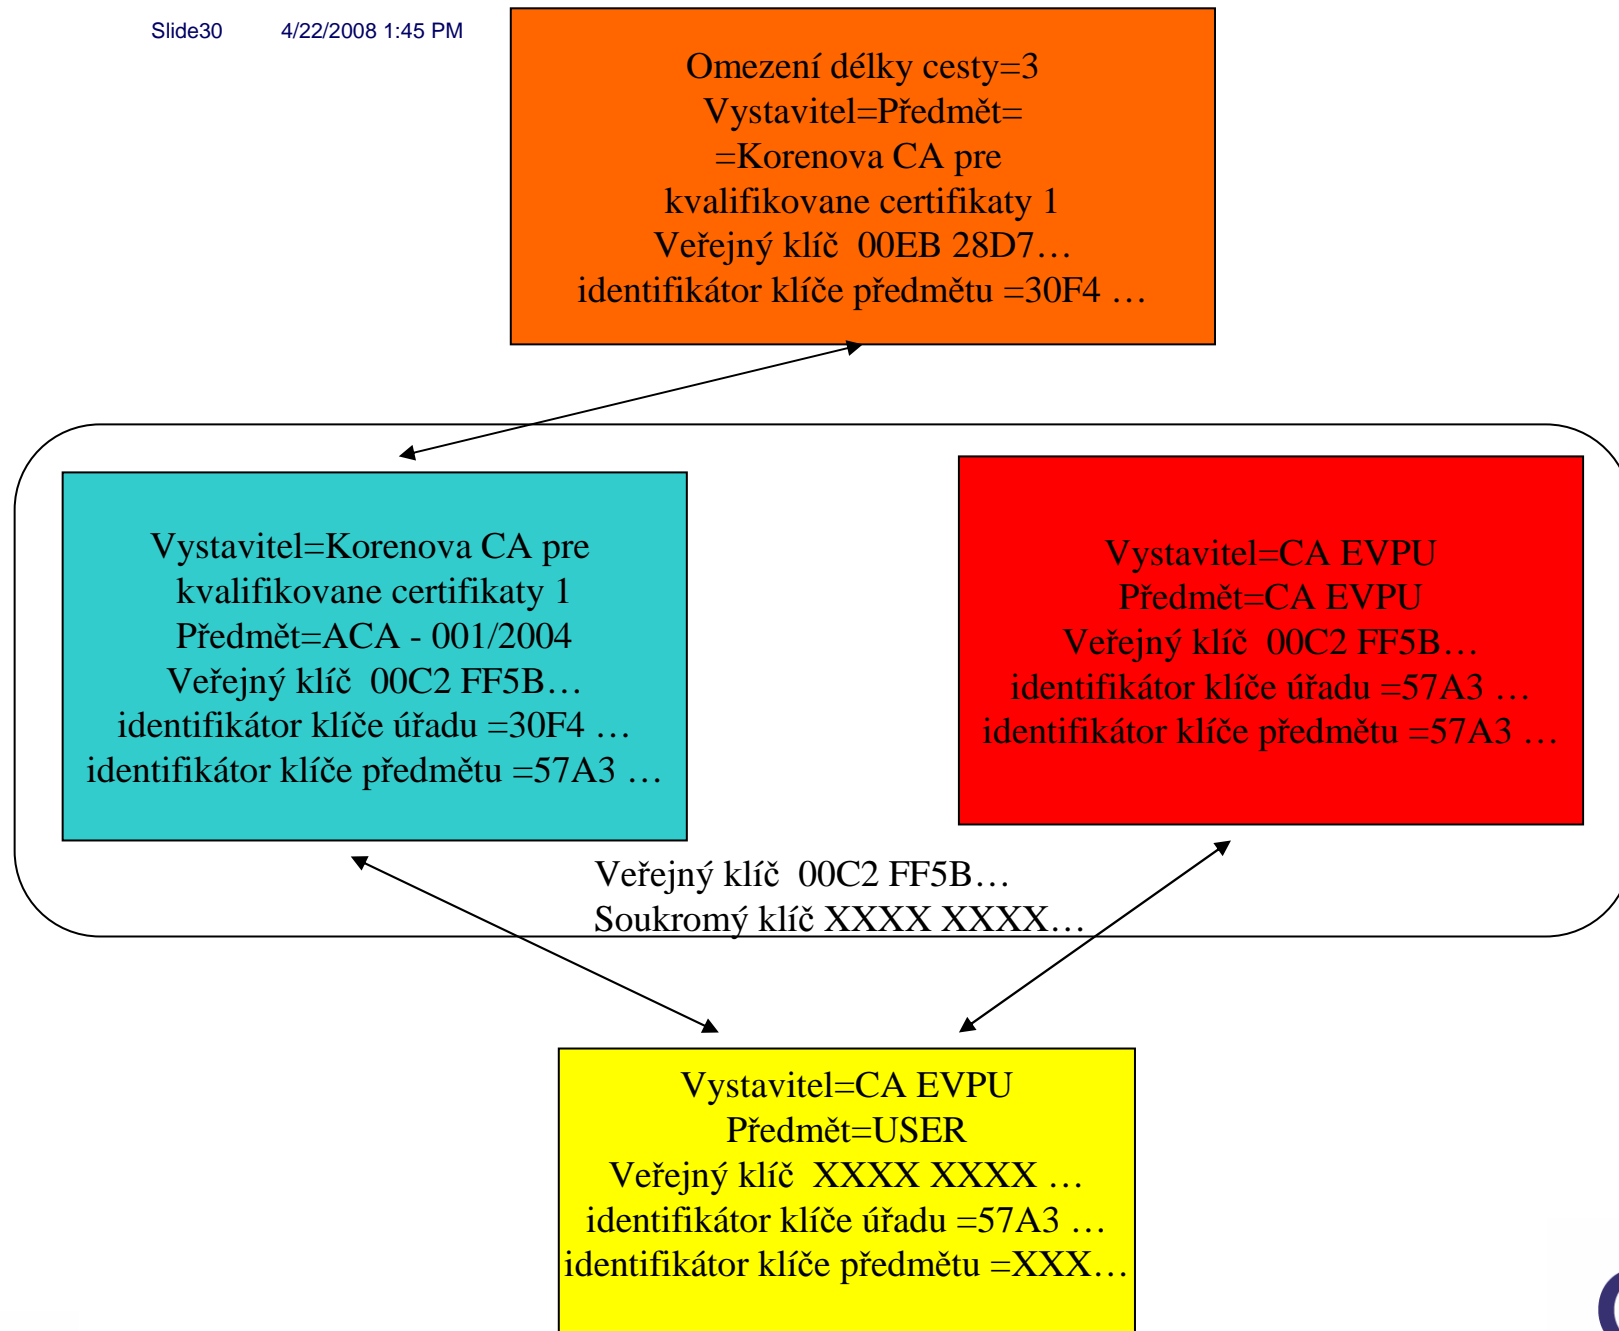 Slide30 4/22/2008 1:45 PM
Omezení délky cesty=3
Vystavitel=Předmět=
=Korenova CA pre
kvalifikovane certifikaty 1
Veřejný klíč 00EB 28D7…
identifikátor klíče předmětu =30F4 …
Vystavitel=Korenova CA pre
kvalifikovane certifikaty 1
Předmět=ACA - 001/2004
Veřejný klíč 00C2 FF5B…
identifikátor klíče úřadu =30F4 …
identifikátor klíče předmětu =57A3 …
Vystavitel=CA EVPU
Předmět=CA EVPU
Veřejný klíč 00C2 FF5B…
identifikátor klíče úřadu =57A3 …
identifikátor klíče předmětu =57A3 …
Veřejný klíč 00C2 FF5B…
Soukromý klíč XXXX XXXX…
Vystavitel=CA EVPU
Předmět=USER
Veřejný klíč XXXX XXXX …
identifikátor klíče úřadu =57A3 …
identifikátor klíče předmětu =XXX…